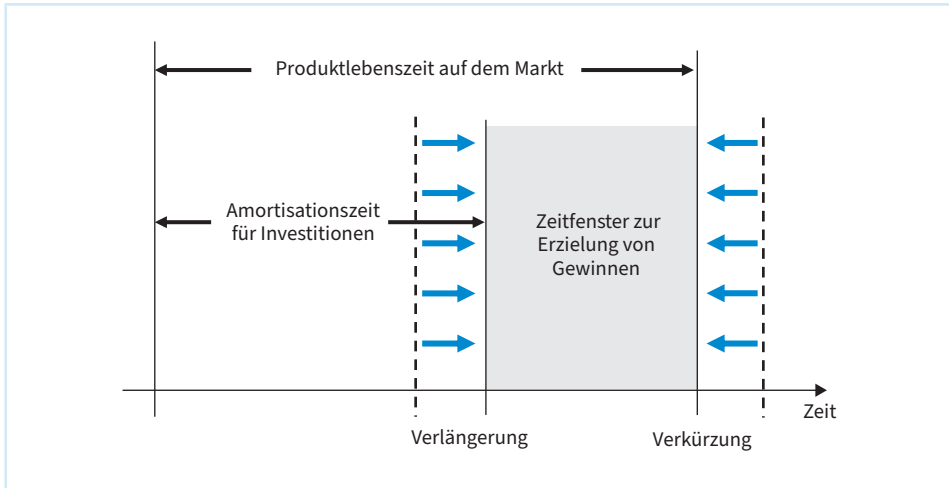 Produktlebenszeit auf dem Markt
Amortisationszeit
für Investitionen
Zeitfenster zur
Erzielung von
Gewinnen
Zeit
Verlängerung
Verkürzung